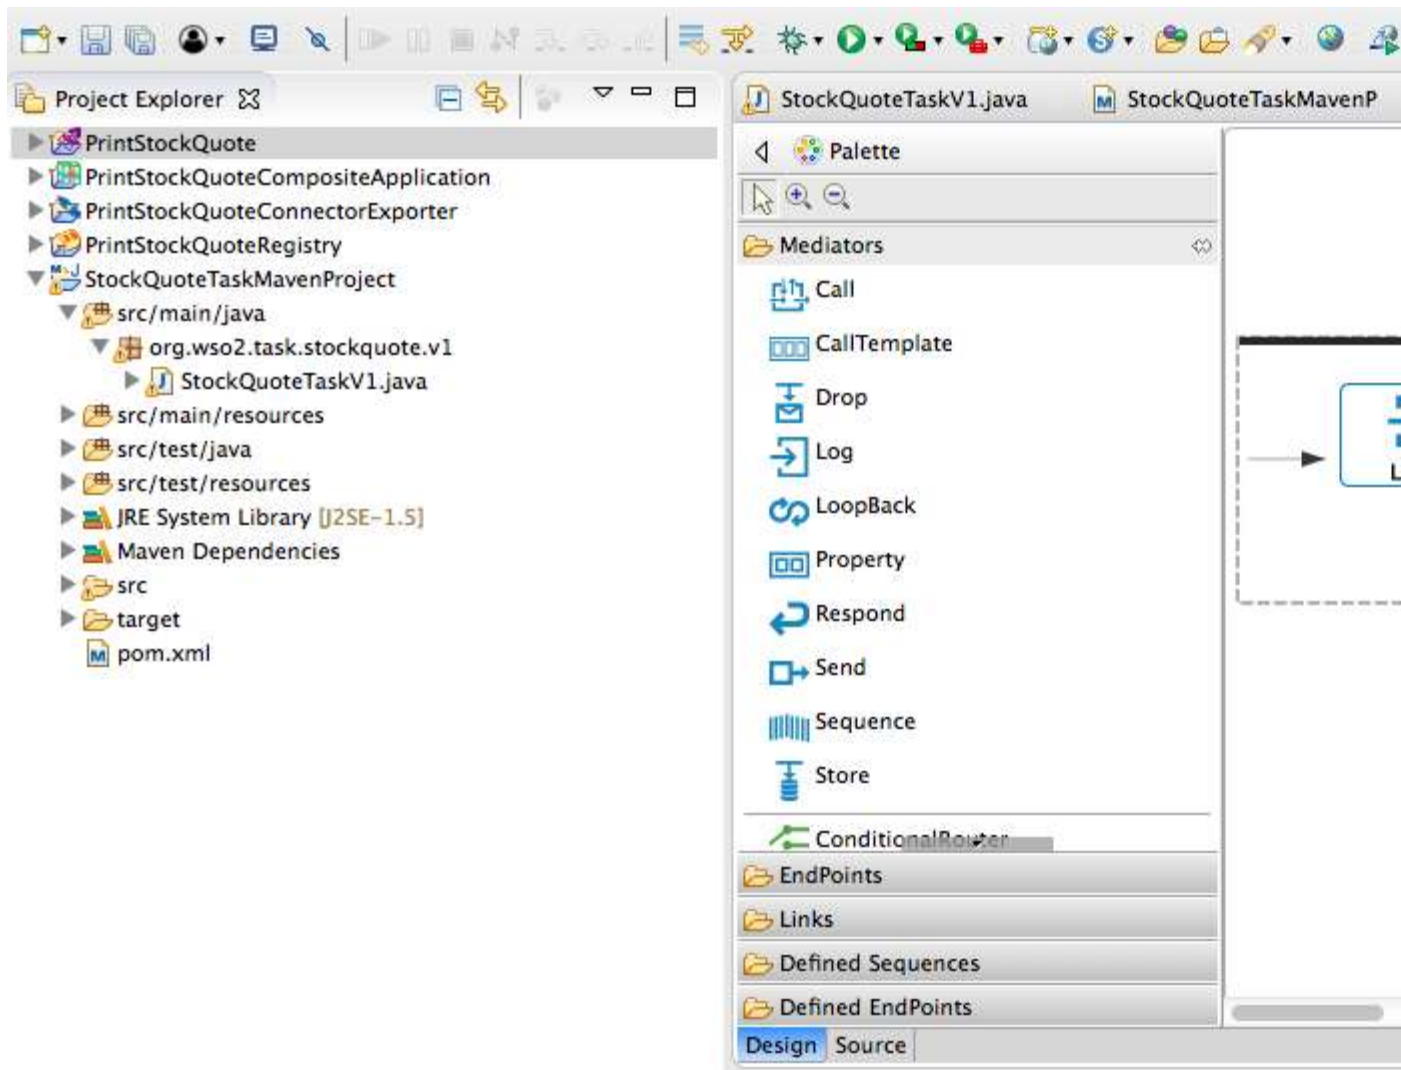 Project Explorer
PrintStockQuote
PrintStockQuoteCompositeApplication
PrintStockQuoteConnectorExporter
PrintStockQuoteRegistry
StockQuoteTaskMavenProject
src/main/java
org.wso2.task.stockquote.v1
StockQuoteTaskV1.java
src/main/resources
src/test/java
src/test/resources
JRE System Library [J2SE-1.5]
Maven Dependencies
src
target
pom.xml
StockQuoteTaskV1.java StockQuoteTaskMavenP
Palette
Mediators
Call
CallTemplate
Drop
Log
LoopBack
Property
Respond
Send
Sequence
Store
ConditionalRouter
EndPoints
Links
Defined Sequences
Defined EndPoints
Design Source